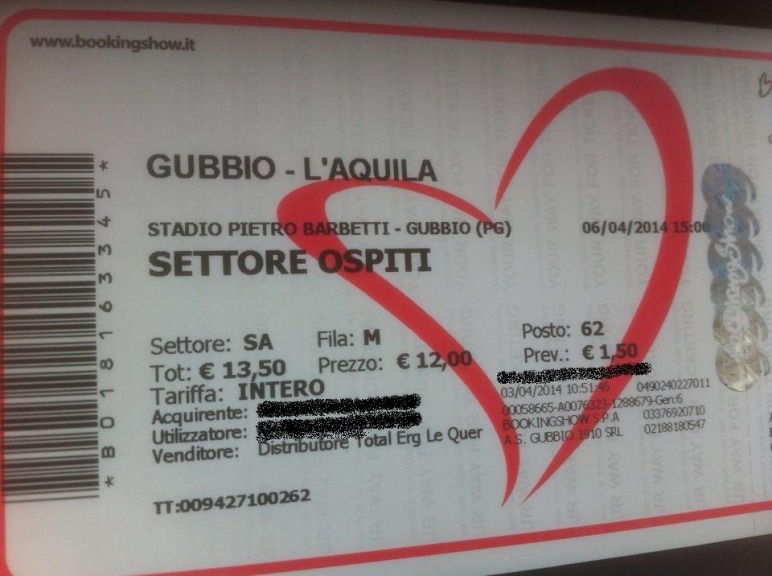 www.bookingshow.it
GUBBIO - L'AQUILA
STADIO PIETRO BARBETTI - GUBBIO (PG) 06/04/2014 15:00
SETTORE OSPITI
Settore: SA Fila: M Posto: 62
Tot: € 13,50 Prezzo: € 12,00 Prev.: € 1,50
Tariffa: INTERO
Acquirente:
Utilizzatore:
Venditore: Distributore Total Erg Le Quer
03/04/2014 10:51:46 0490240227011
00058665-A0076323-1288679-Gen:6
BOOKINGSHOW S.P.A 03376920710
A.S. GUBBIO 1910 SRL 02188180547
TT:009427100262
*B018163345*